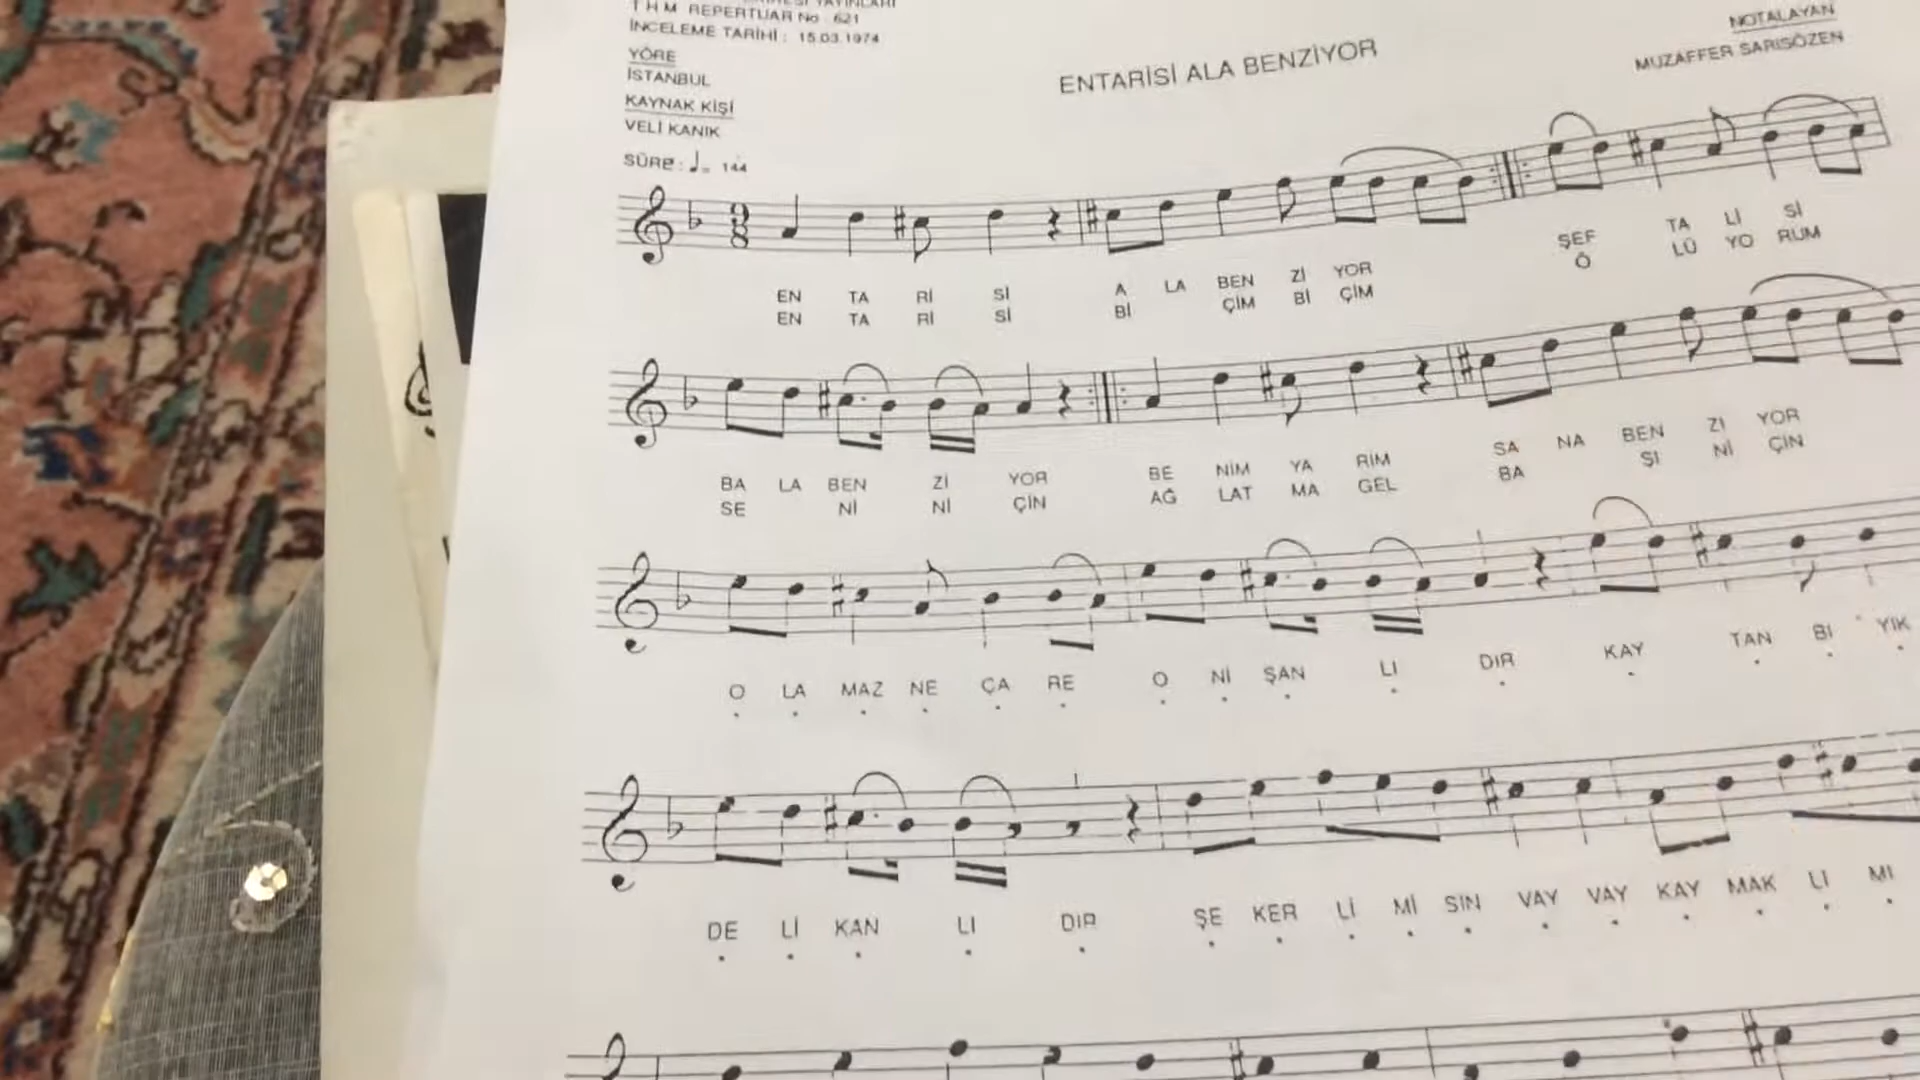 YAYINLARI
T H M REPERTUAR No : 621
İNCELEME TARİHİ : 15.03.1974
YÖRE
İSTANBUL
KAYNAK KİŞİ
VELİ KANIK
SÜRE : ♩= 144
ENTARİSİ ALA BENZİYOR
NOTALAYAN
MUZAFFER SARISÖZEN
9
8
EN TA Rİ Sİ A LA BEN Zİ YOR ŞEF TA Lİ Sİ
EN TA Rİ Sİ Bİ ÇİM Bİ ÇİM Ö LÜ YO RUM
BA LA BEN Zİ YOR BE NİM YA RİM SA NA BEN Zİ YOR
SE Nİ Nİ ÇİN AĞ LAT MA GEL BA ŞI Nİ ÇİN
O LA MAZ NE ÇA RE O Nİ ŞAN LI DIR KAY TAN BI YIK
DE Lİ KAN LI DIR ŞE KER Lİ Mİ SİN VAY VAY KAY MAK LI MI